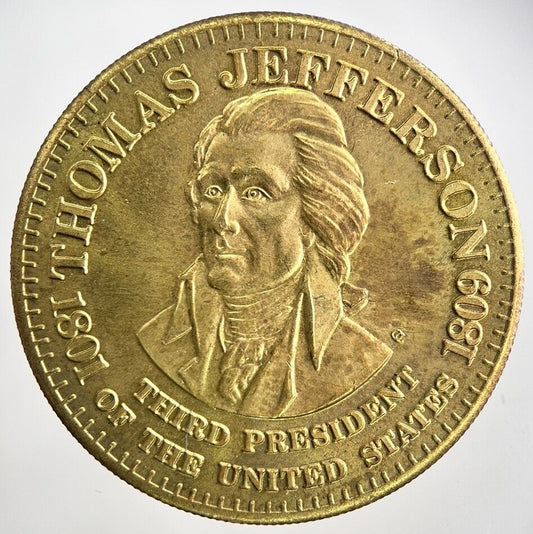 1801 THOMAS JEFFERSON 1809
THIRD PRESIDENT
OF THE UNITED STATES